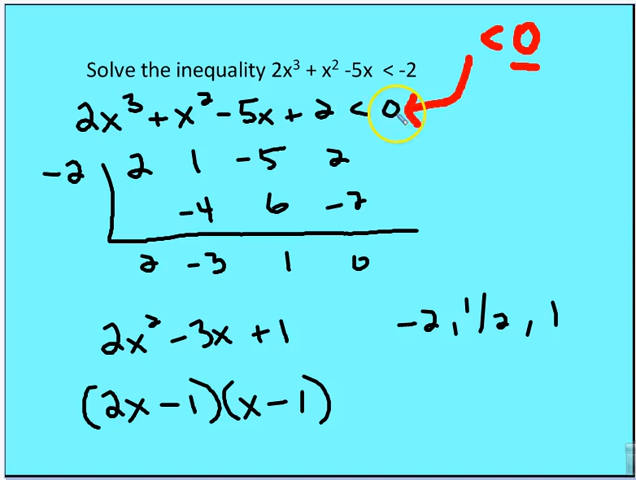 < 0
Solve the inequality 2x³ + x² -5x < -2
2x³ + x² - 5x + 2 < 0
-2 2 1 -5 2
-4 6 -2
2 -3 1 0
2x² - 3x + 1
-2, 1/2, 1
(2x - 1)(x - 1)